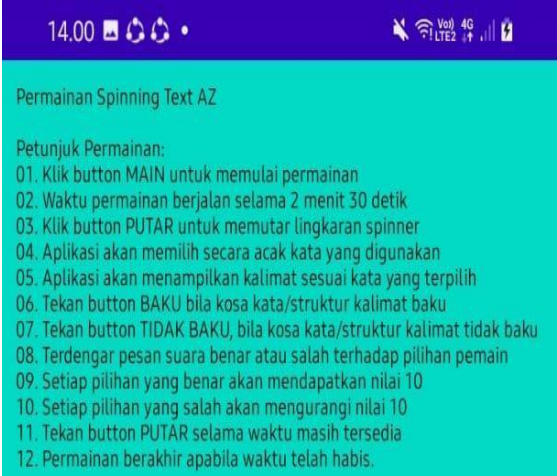 14.00
Vo)) 4G
LTE2
Permainan Spinning Text AZ
Petunjuk Permainan:
01. Klik button MAIN untuk memulai permainan
02. Waktu permainan berjalan selama 2 menit 30 detik
03. Klik button PUTAR untuk memutar lingkaran spinner
04. Aplikasi akan memilih secara acak kata yang digunakan
05. Aplikasi akan menampilkan kalimat sesuai kata yang terpilih
06. Tekan button BAKU bila kosa kata/struktur kalimat baku
07. Tekan button TIDAK BAKU, bila kosa kata/struktur kalimat tidak baku
08. Terdengar pesan suara benar atau salah terhadap pilihan pemain
09. Setiap pilihan yang benar akan mendapatkan nilai 10
10. Setiap pilihan yang salah akan mengurangi nilai 10
11. Tekan button PUTAR selama waktu masih tersedia
12. Permainan berakhir apabila waktu telah habis.